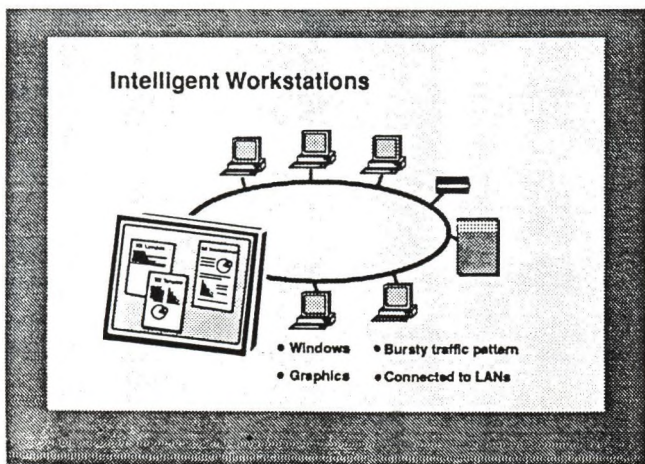 Intelligent Workstations
• Windows • Bursty traffic pattern
• Graphics • Connected to LANs